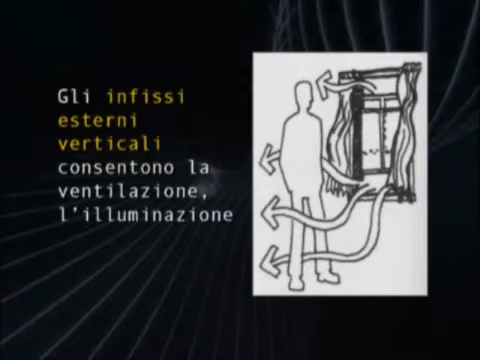 Gli infissi
esterni
verticali
consentono la
ventilazione,
l'illuminazione